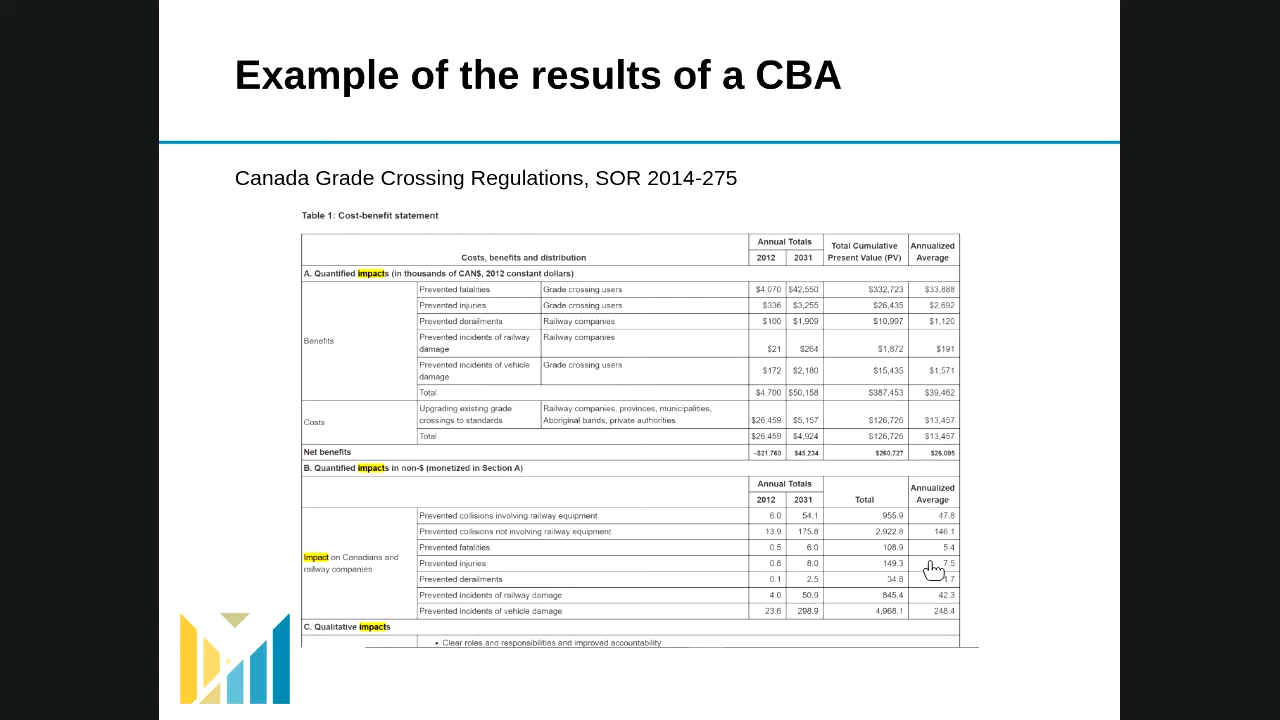 Example of the results of a CBA
Canada Grade Crossing Regulations, SOR 2014-275
Table 1: Cost-benefit statement
Costs, benefits and distribution Annual Totals Total Cumulative Present Value (PV) Annualized Average
2012 2031
A. Quantified impacts (in thousands of CAN$, 2012 constant dollars)
Benefits
Prevented fatalities Grade crossing users $4,070 $42,550 $332,723 $33,888
Prevented injuries Grade crossing users $336 $3,255 $26,435 $2,692
Prevented derailments Railway companies $100 $1,909 $10,997 $1,120
Prevented incidents of railway damage Railway companies $21 $264 $1,872 $191
Prevented incidents of vehicle damage Grade crossing users $172 $2,180 $15,435 $1,571
Total $4,700 $50,158 $387,453 $39,462
Costs
Upgrading existing grade crossings to standards Railway companies, provinces, municipalities, Aboriginal bands, private authorities $26,459 $5,157 $126,726 $13,457
Total $26,459 $4,924 $126,726 $13,457
Net benefits –$21,760 $45,234 $260,727 $26,005
B. Quantified impacts in non-$ (monetized in Section A)
Annual Totals Total Annualized Average
2012 2031
Impact on Canadians and railway companies
Prevented collisions involving railway equipment 6.0 54.1 955.9 47.8
Prevented collisions not involving railway equipment 13.9 175.8 2,922.8 146.1
Prevented fatalities 0.5 6.0 108.9 5.4
Prevented injuries 0.8 8.0 149.3 7.5
Prevented derailments 0.1 2.5 34.8 1.7
Prevented incidents of railway damage 4.0 50.9 845.4 42.3
Prevented incidents of vehicle damage 23.6 298.9 4,968.1 248.4
C. Qualitative impacts
• Clear roles and responsibilities and improved accountability